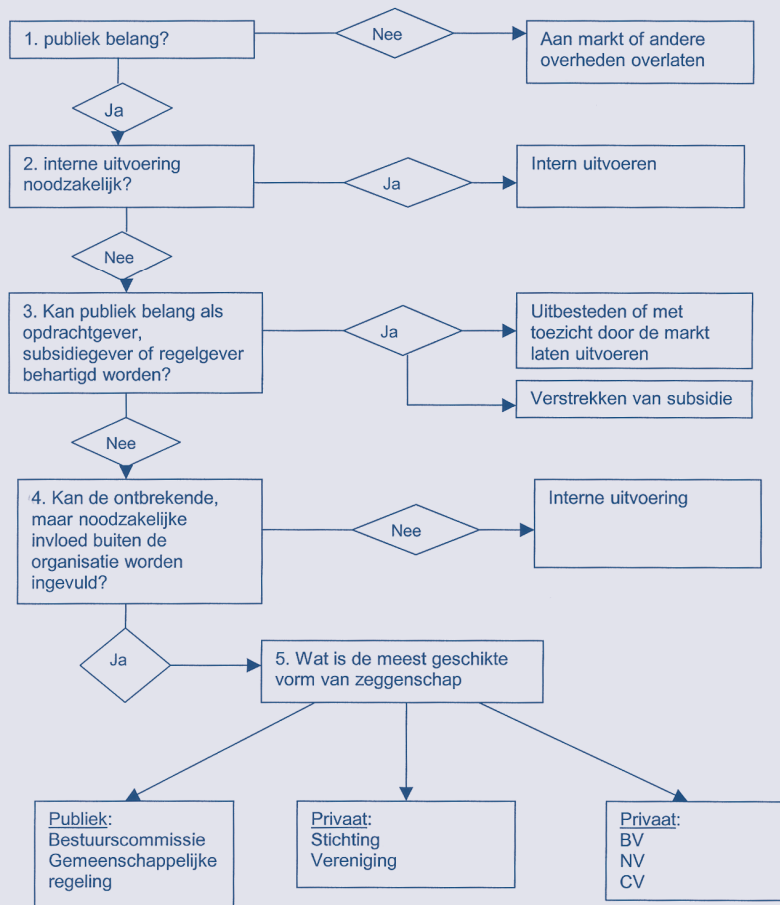 1. publiek belang?
Nee
Aan markt of andere
overheden overlaten
Ja
2. interne uitvoering
noodzakelijk?
Ja
Intern uitvoeren
Nee
3. Kan publiek belang als
opdrachtgever,
subsidiegever of regelgever
behartigd worden?
Ja
Uitbesteden of met
toezicht door de markt
laten uitvoeren
Verstrekken van subsidie
Nee
4. Kan de ontbrekende,
maar noodzakelijke
invloed buiten de
organisatie worden
ingevuld?
Nee
Interne uitvoering
Ja
5. Wat is de meest geschikte
vorm van zeggenschap
Publiek:
Bestuurscommissie
Gemeenschappelijke
regeling
Privaat:
Stichting
Vereniging
Privaat:
BV
NV
CV